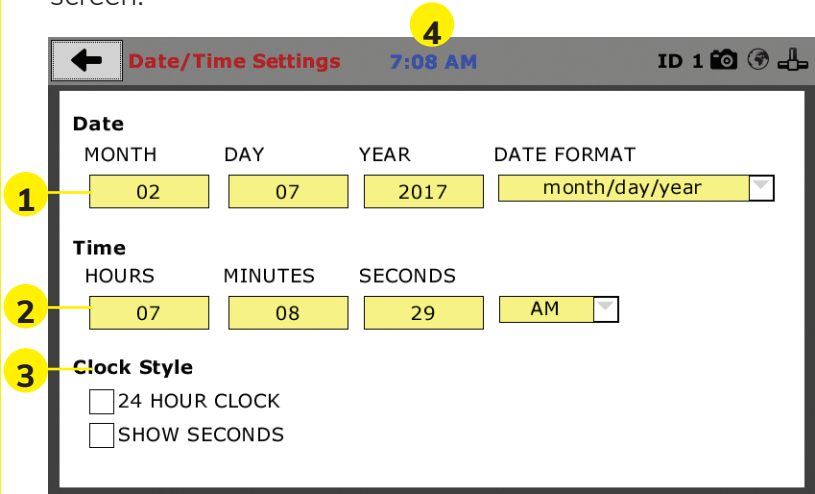 screen.
4
Date/Time Settings 7:08 AM ID 1
Date
MONTH DAY YEAR DATE FORMAT
1 02 07 2017 month/day/year
Time
HOURS MINUTES SECONDS
2 07 08 29 AM
3 Clock Style
24 HOUR CLOCK
SHOW SECONDS